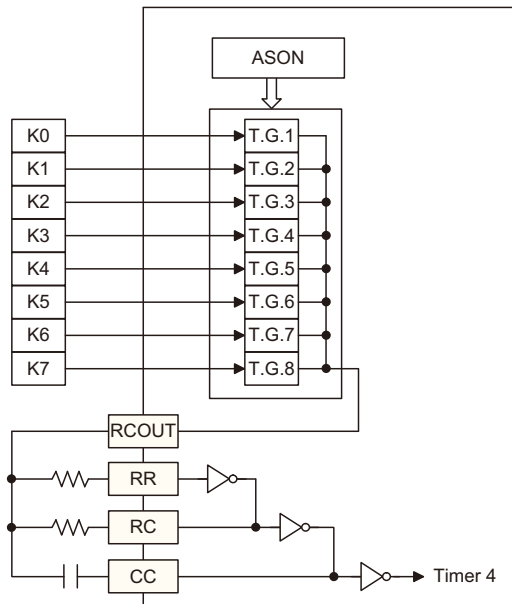 ASON
K0 T.G.1
K1 T.G.2
K2 T.G.3
K3 T.G.4
K4 T.G.5
K5 T.G.6
K6 T.G.7
K7 T.G.8
RCOUT
RR
RC
CC Timer 4